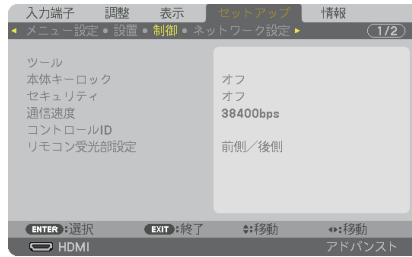 入力端子 調整 表示 セットアップ 情報
メニュー設定 • 設置 • 制御 • ネットワーク設定 1/2
ツール
本体キーロック オフ
セキュリティ オフ
通信速度 38400bps
コントロールID
リモコン受光部設定 前側／後側
ENTER:選択 EXIT:終了 :移動 :移動
HDMI アドバンスト